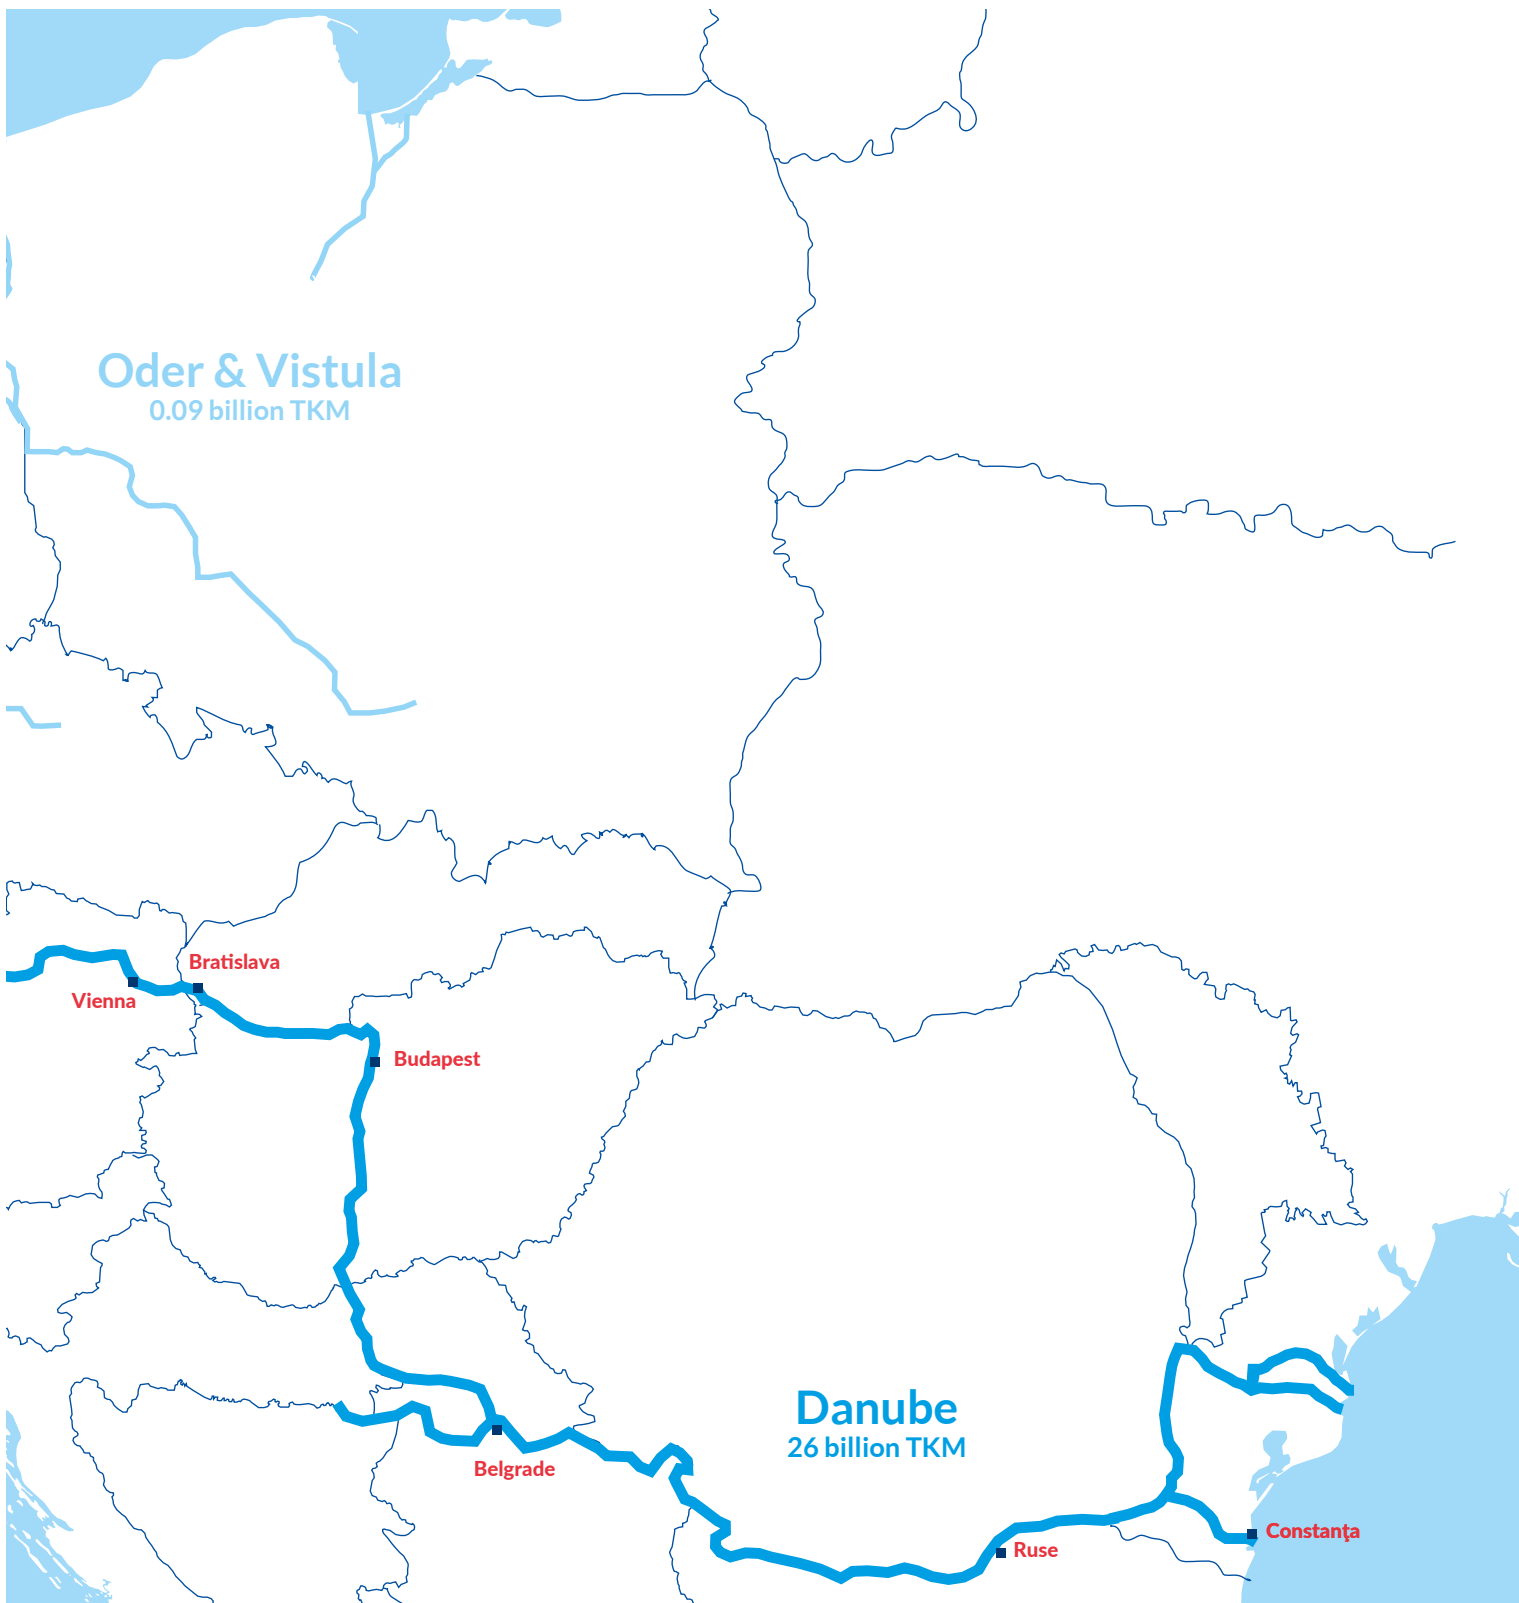 Oder & Vistula
0.09 billion TKM
Bratislava
Vienna
Budapest
Danube
26 billion TKM
Belgrade
Constanţa
Ruse